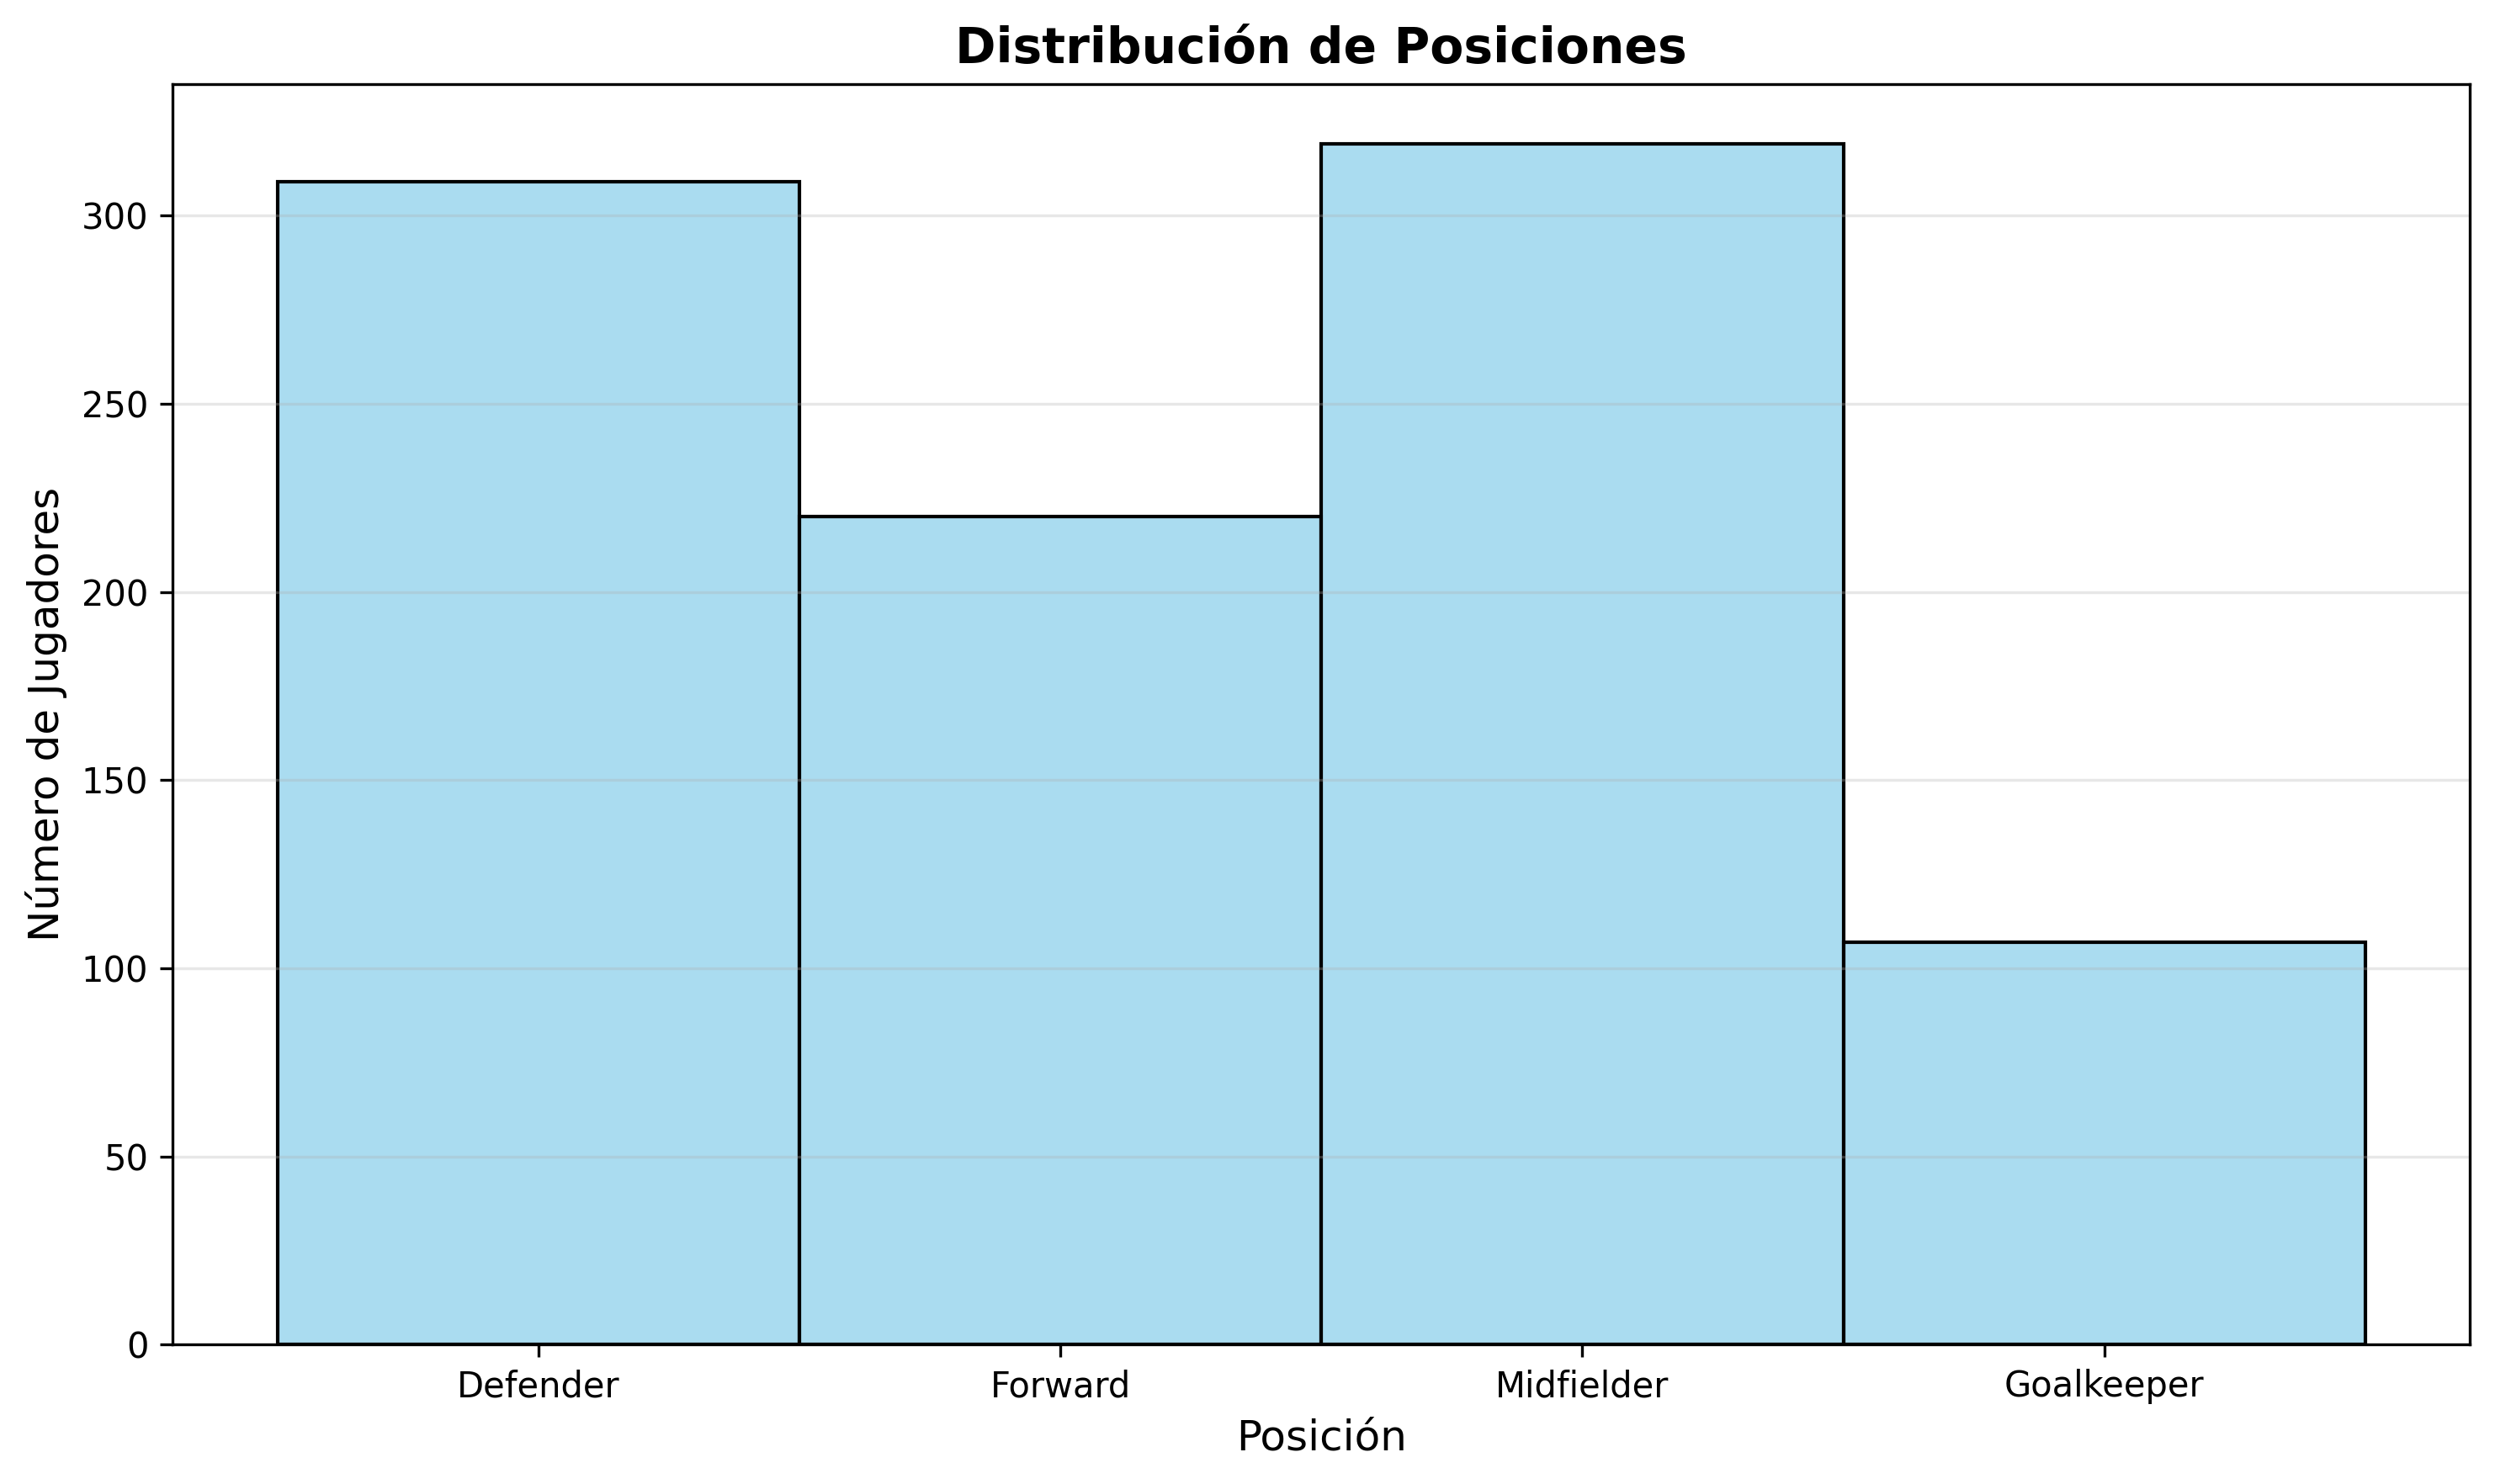 Distribución de Posiciones
Número de Jugadores
300
250
200
150
100
50
0
Defender
Forward
Midfielder
Goalkeeper
Posición